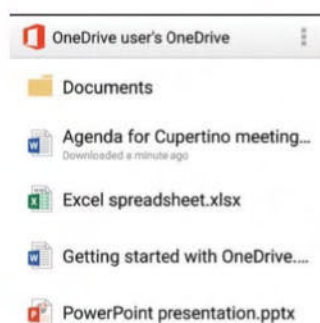 OneDrive user's OneDrive
Documents
Agenda for Cupertino meeting...
Downloaded a minute ago
Excel spreadsheet.xlsx
Getting started with OneDrive....
PowerPoint presentation.pptx